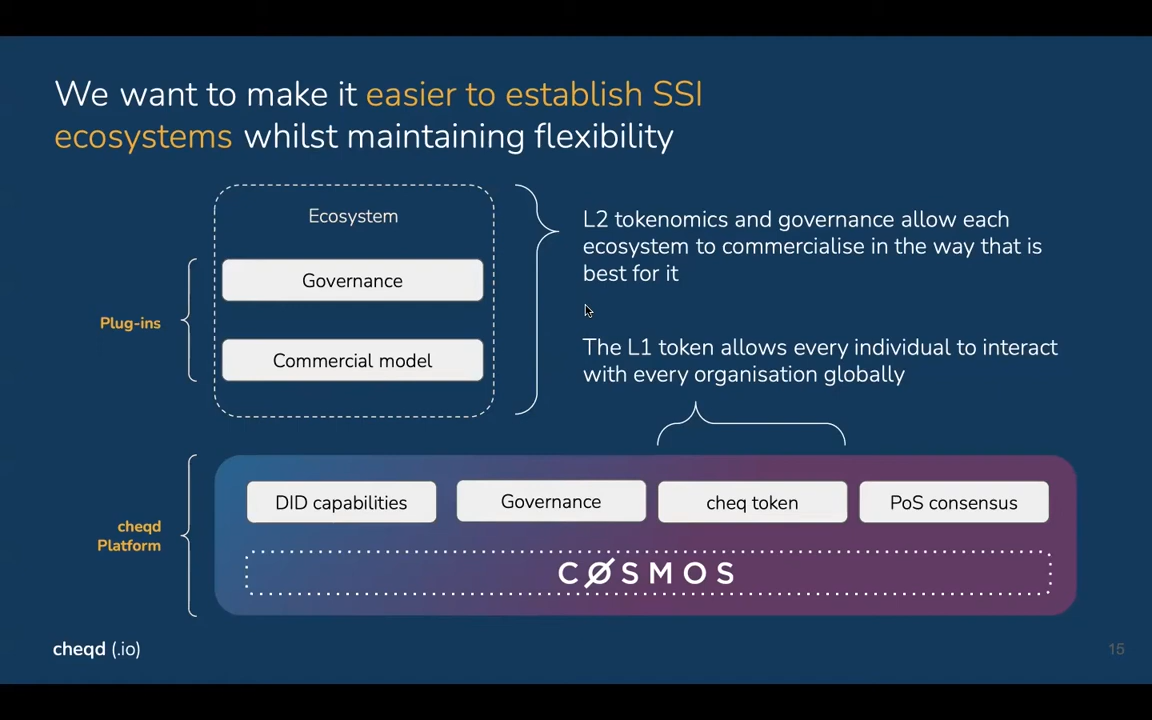 We want to make it easier to establish SSI
ecosystems whilst maintaining flexibility
Ecosystem
Governance
Commercial model
Plug-ins
L2 tokenomics and governance allow each
ecosystem to commercialise in the way that is
best for it
The L1 token allows every individual to interact
with every organisation globally
cheqd
Platform
DID capabilities
Governance
cheq token
PoS consensus
COSMOS
cheqd (.io)
15